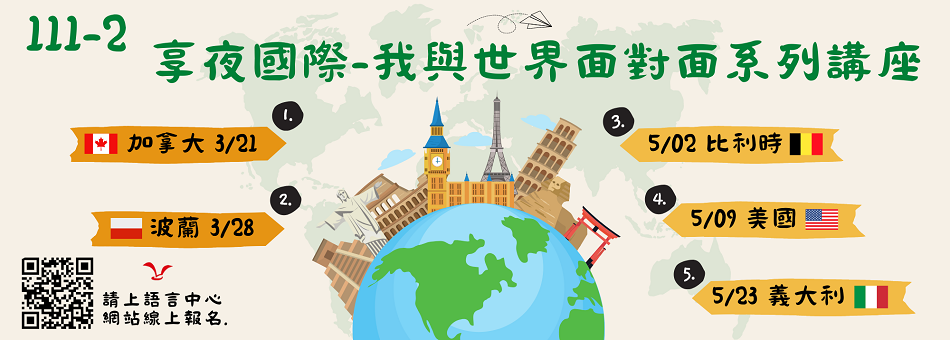 111-2
享夜國際-我與世界面對面系列講座
1.
加拿大 3/21
2.
波蘭 3/28
3.
5/02 比利時
4.
5/09 美國
5.
5/23 義大利
請上語言中心
網站線上報名.